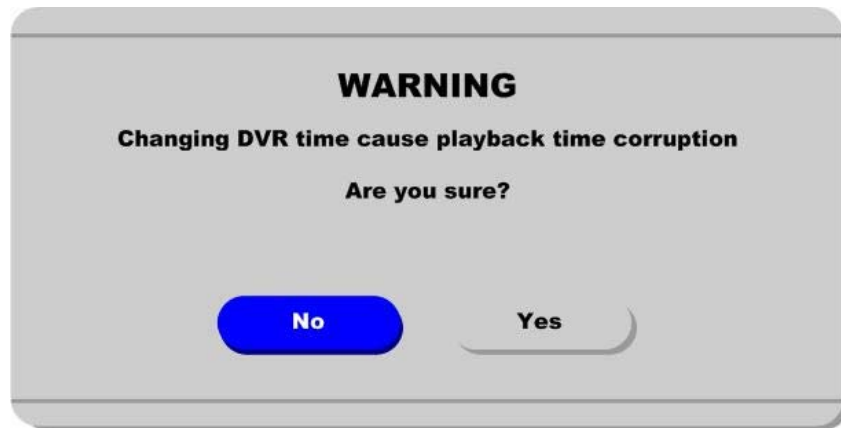 WARNING
Changing DVR time cause playback time corruption
Are you sure?
No
Yes